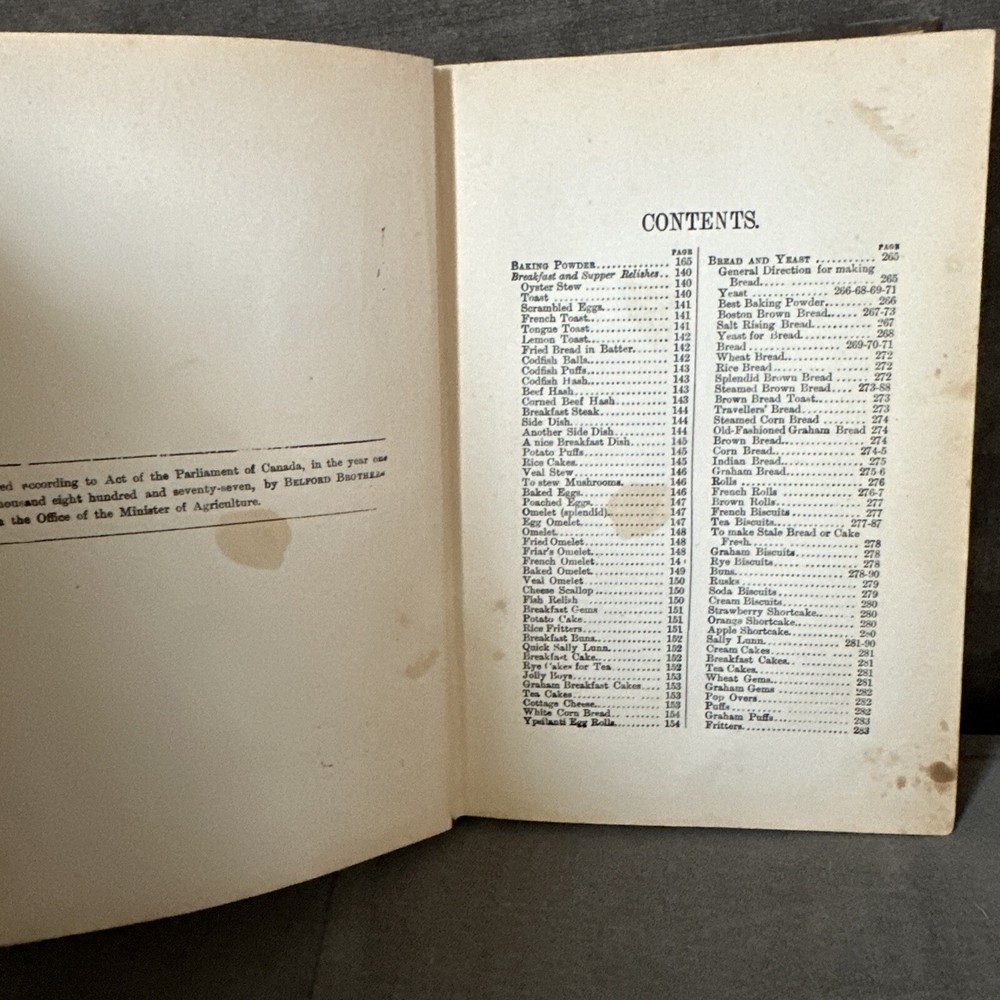 ed according to Act of the Parliament of Canada, in the year one
housand eight hundred and seventy-seven, by BELFORD BROTHERS
the Office of the Minister of Agriculture.
CONTENTS.
PAGE
BAKING POWDER............ 165
Breakfast and Supper Relishes.. 140
Oyster Stew ............ 140
Toast ............ 140
Scrambled Eggs............ 141
French Toast............ 141
Tongue Toast............ 141
Lemon Toast............ 142
Fried Bread in Batter....... 142
Codfish Balls............ 142
Codfish Puffs............ 143
Codfish Hash............ 143
Beef Hash............ 143
Corned Beef Hash............ 143
Breakfast Steak............ 144
Side Dish............ 144
Another Side Dish............ 144
A nice Breakfast Dish....... 145
Potato Puffs............ 145
Rice Cakes............ 145
Veal Stew............ 146
To stew Mushrooms........ 146
Baked Eggs............ 146
Poached Eggs............ 147
Omelet (splendid)............ 147
Egg Omelet............ 147
Omelet............ 148
Fried Omelet............ 148
Friar's Omelet............ 148
French Omelet............ 14
Baked Omelet............ 149
Veal Omelet............ 150
Cheese Scallop............ 150
Fish Relish ............ 150
Breakfast Gems ............ 151
Potato Cake............ 151
Rice Fritters............ 151
Breakfast Buns............ 152
Quick Sally Lunn............ 152
Breakfast Cake............ 152
Rye Cakes for Tea ............ 152
Jolly Boys............ 153
Graham Breakfast Cakes.... 153
Tea Cakes............ 153
Cottage Cheese............ 153
White Corn Bread............ 154
Ypsilanti Egg Rolls............ 154
PAGE
BREAD AND YEAST ............ 265
General Direction for making
Bread............ 265
Yeast ............ 266-68-69-71
Best Baking Powder............ 266
Boston Brown Bread...... 267-73
Salt Rising Bread............ 267
Yeast for Bread............ 268
Bread ............ 269-70-71
Wheat Bread............ 272
Rice Bread............ 272
Splendid Brown Bread ...... 272
Steamed Brown Bread.... 273-88
Brown Bread Toast............ 273
Travellers' Bread............ 273
Steamed Corn Bread ........ 274
Old-Fashioned Graham Bread 274
Brown Bread............ 274
Corn Bread............ 274-5
Indian Bread............ 275
Graham Bread............ 275-6
Rolls ............ 276
French Rolls ............ 276-7
Brown Rolls............ 277
French Biscuits ............ 277
Tea Biscuits............ 277-87
To make Stale Bread or Cake
Fresh............ 278
Graham Biscuits............ 278
Rye Biscuits............ 278
Buns............ 278-90
Rusks ............ 279
Soda Biscuits............ 279
Cream Biscuits............ 280
Strawberry Shortcake........ 280
Orange Shortcake............ 280
Apple Shortcake............ 280
Sally Lunn............ 281-90
Cream Cakes............ 281
Breakfast Cakes............ 281
Tea Cakes............ 281
Wheat Gems............ 281
Graham Gems ............ 282
Pop Overs............ 282
Puffs............ 282
Graham Puffs............ 283
Fritters............ 283